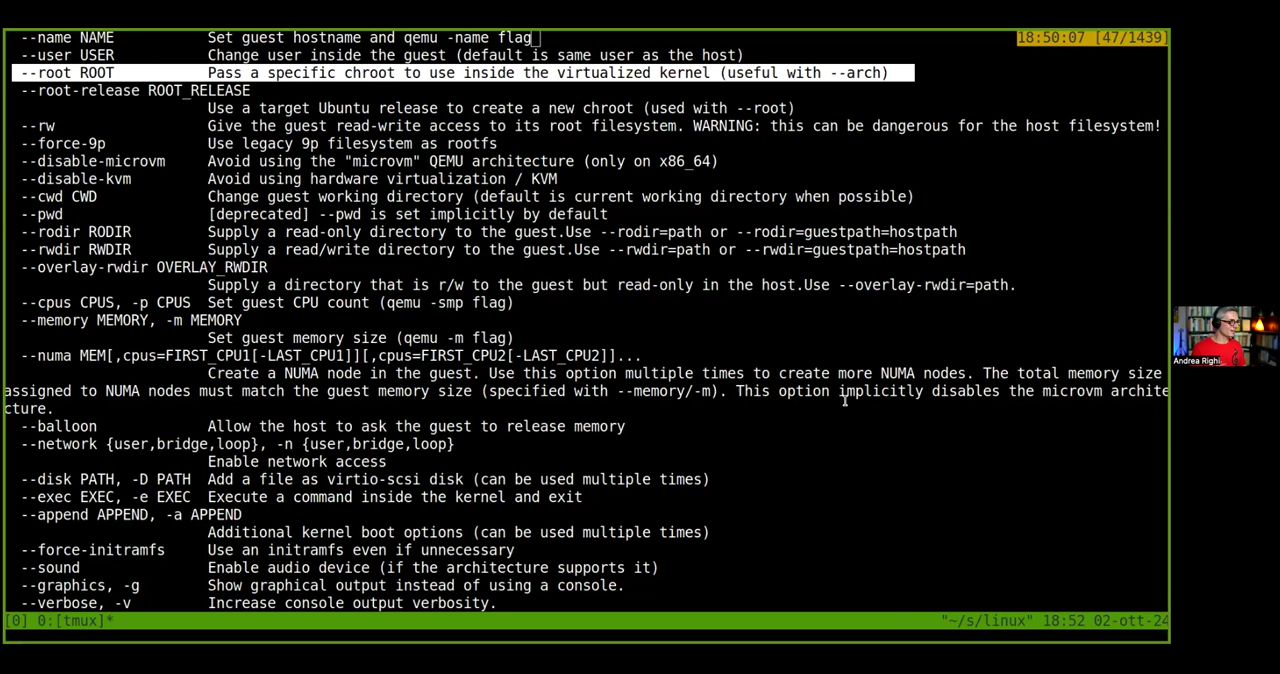 --name NAME Set guest hostname and qemu -name flag 18:50:07 [47/1439]
--user USER Change user inside the guest (default is same user as the host)
--root ROOT Pass a specific chroot to use inside the virtualized kernel (useful with --arch)
--root-release ROOT_RELEASE
Use a target Ubuntu release to create a new chroot (used with --root)
--rw Give the guest read-write access to its root filesystem. WARNING: this can be dangerous for the host filesystem!
--force-9p Use legacy 9p filesystem as rootfs
--disable-microvm Avoid using the "microvm" QEMU architecture (only on x86_64)
--disable-kvm Avoid using hardware virtualization / KVM
--cwd CWD Change guest working directory (default is current working directory when possible)
--pwd [deprecated] --pwd is set implicitly by default
--rodir RODIR Supply a read-only directory to the guest.Use --rodir=path or --rodir=guestpath=hostpath
--rwdir RWDIR Supply a read/write directory to the guest.Use --rwdir=path or --rwdir=guestpath=hostpath
--overlay-rwdir OVERLAY_RWDIR
Supply a directory that is r/w to the guest but read-only in the host.Use --overlay-rwdir=path.
--cpus CPUS, -p CPUS Set guest CPU count (qemu -smp flag)
--memory MEMORY, -m MEMORY
Set guest memory size (qemu -m flag)
--numa MEM[,cpus=FIRST_CPU1[-LAST_CPU1]][,cpus=FIRST_CPU2[-LAST_CPU2]]...
Create a NUMA node in the guest. Use this option multiple times to create more NUMA nodes. The total memory size
assigned to NUMA nodes must match the guest memory size (specified with --memory/-m). This option implicitly disables the microvm archite
cture.
--balloon Allow the host to ask the guest to release memory
--network {user,bridge,loop}, -n {user,bridge,loop}
Enable network access
--disk PATH, -D PATH Add a file as virtio-scsi disk (can be used multiple times)
--exec EXEC, -e EXEC Execute a command inside the kernel and exit
--append APPEND, -a APPEND
Additional kernel boot options (can be used multiple times)
--force-initramfs Use an initramfs even if unnecessary
--sound Enable audio device (if the architecture supports it)
--graphics, -g Show graphical output instead of using a console.
--verbose, -v Increase console output verbosity.
[0] 0:[tmux]* "~/s/linux" 18:52 02-ott-24
Andrea Righi